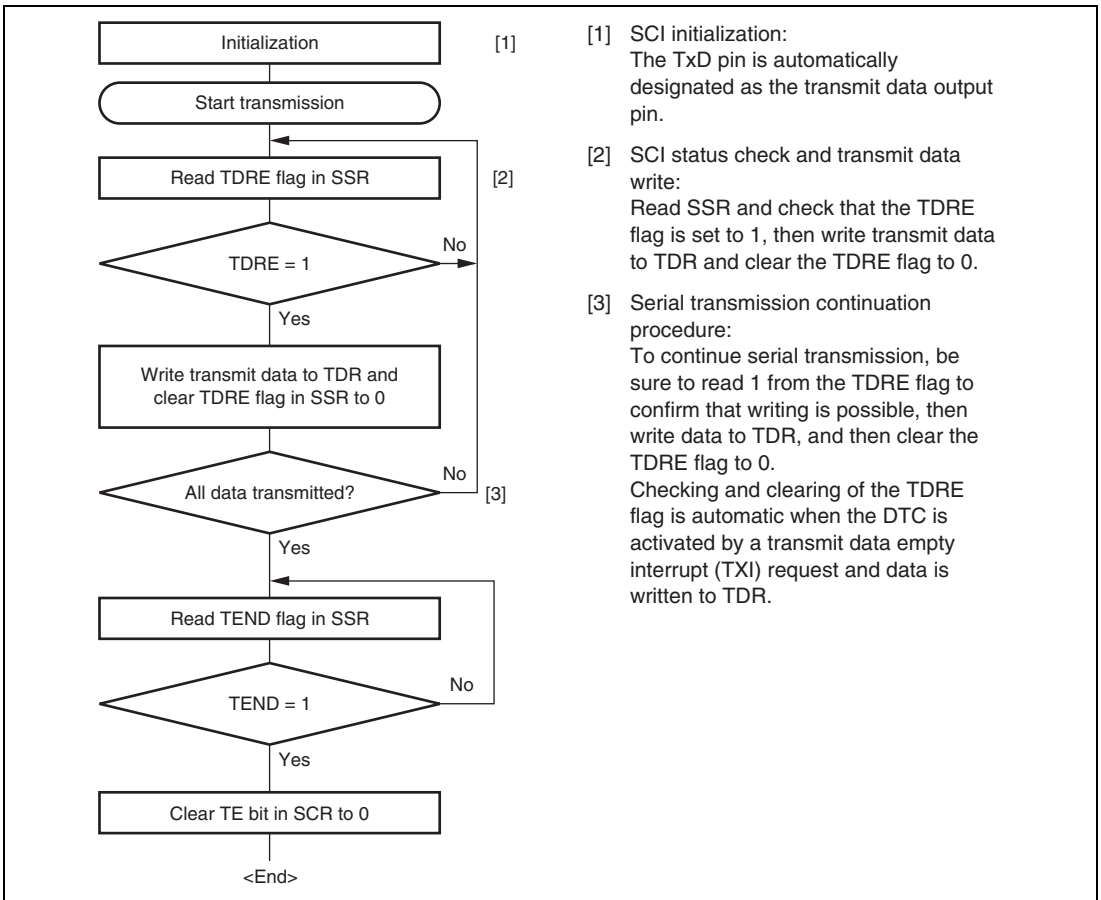 Initialization
[1]
Start transmission
Read TDRE flag in SSR
[2]
TDRE = 1
No
Yes
Write transmit data to TDR and
clear TDRE flag in SSR to 0
All data transmitted?
No
[3]
Yes
Read TEND flag in SSR
TEND = 1
No
Yes
Clear TE bit in SCR to 0
<End>
[1] SCI initialization:
The TxD pin is automatically
designated as the transmit data output
pin.
[2] SCI status check and transmit data
write:
Read SSR and check that the TDRE
flag is set to 1, then write transmit data
to TDR and clear the TDRE flag to 0.
[3] Serial transmission continuation
procedure:
To continue serial transmission, be
sure to read 1 from the TDRE flag to
confirm that writing is possible, then
write data to TDR, and then clear the
TDRE flag to 0.
Checking and clearing of the TDRE
flag is automatic when the DTC is
activated by a transmit data empty
interrupt (TXI) request and data is
written to TDR.